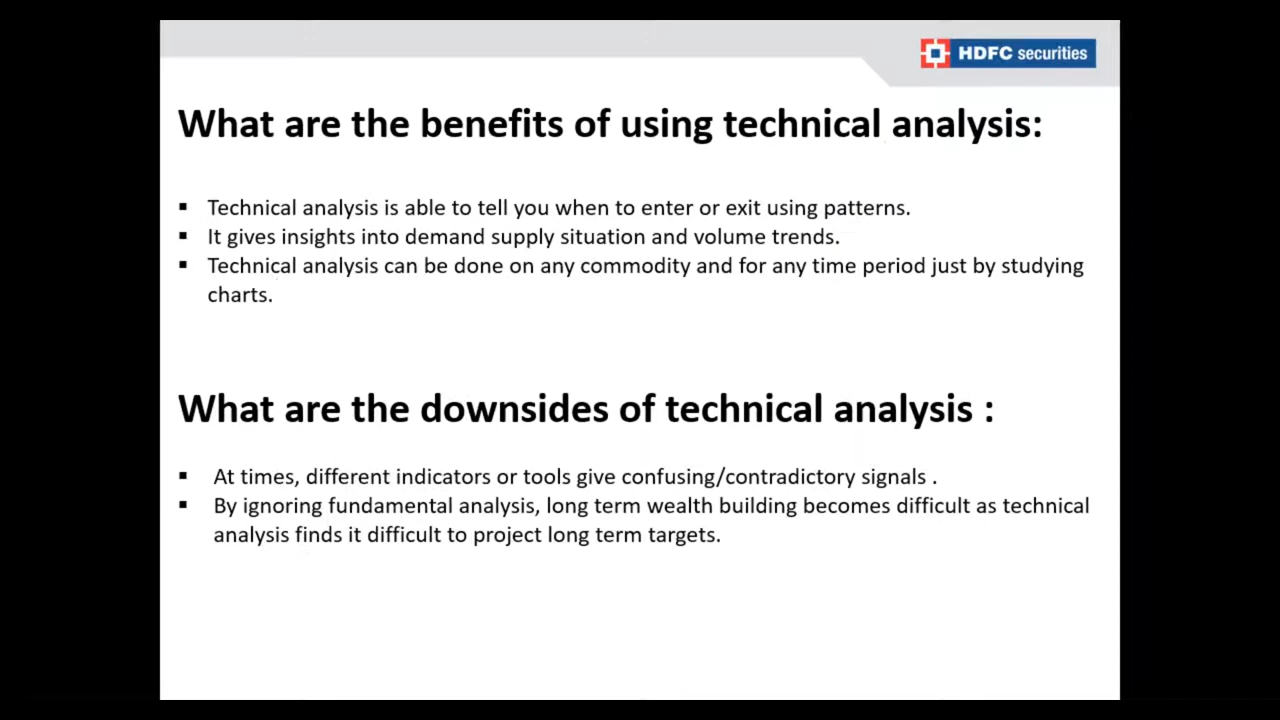 HDFC securities
What are the benefits of using technical analysis:
▪ Technical analysis is able to tell you when to enter or exit using patterns.
▪ It gives insights into demand supply situation and volume trends.
▪ Technical analysis can be done on any commodity and for any time period just by studying
charts.
What are the downsides of technical analysis :
▪ At times, different indicators or tools give confusing/contradictory signals .
▪ By ignoring fundamental analysis, long term wealth building becomes difficult as technical
analysis finds it difficult to project long term targets.